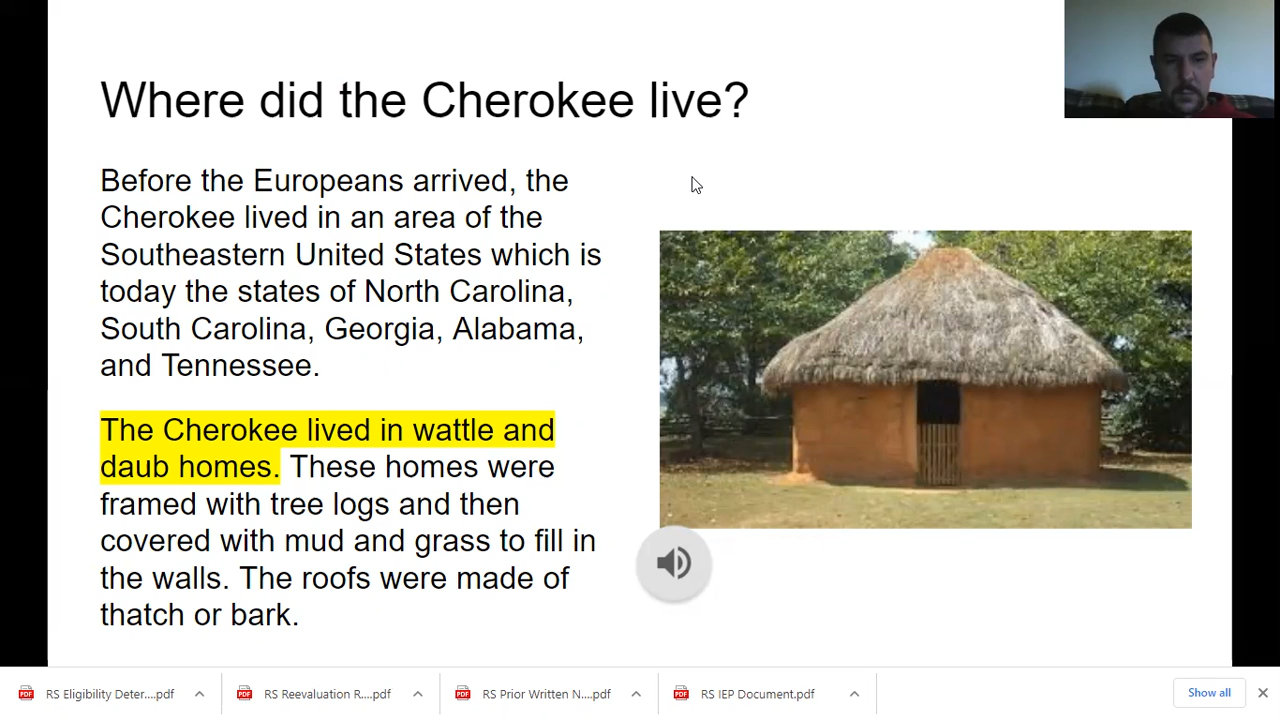 Where did the Cherokee live?
Before the Europeans arrived, the
Cherokee lived in an area of the
Southeastern United States which is
today the states of North Carolina,
South Carolina, Georgia, Alabama,
and Tennessee.
The Cherokee lived in wattle and
daub homes. These homes were
framed with tree logs and then
covered with mud and grass to fill in
the walls. The roofs were made of
thatch or bark.
PDF RS Eligibility Deter....pdf
PDF RS Reevaluation R....pdf
PDF RS Prior Written N....pdf
PDF RS IEP Document.pdf
Show all